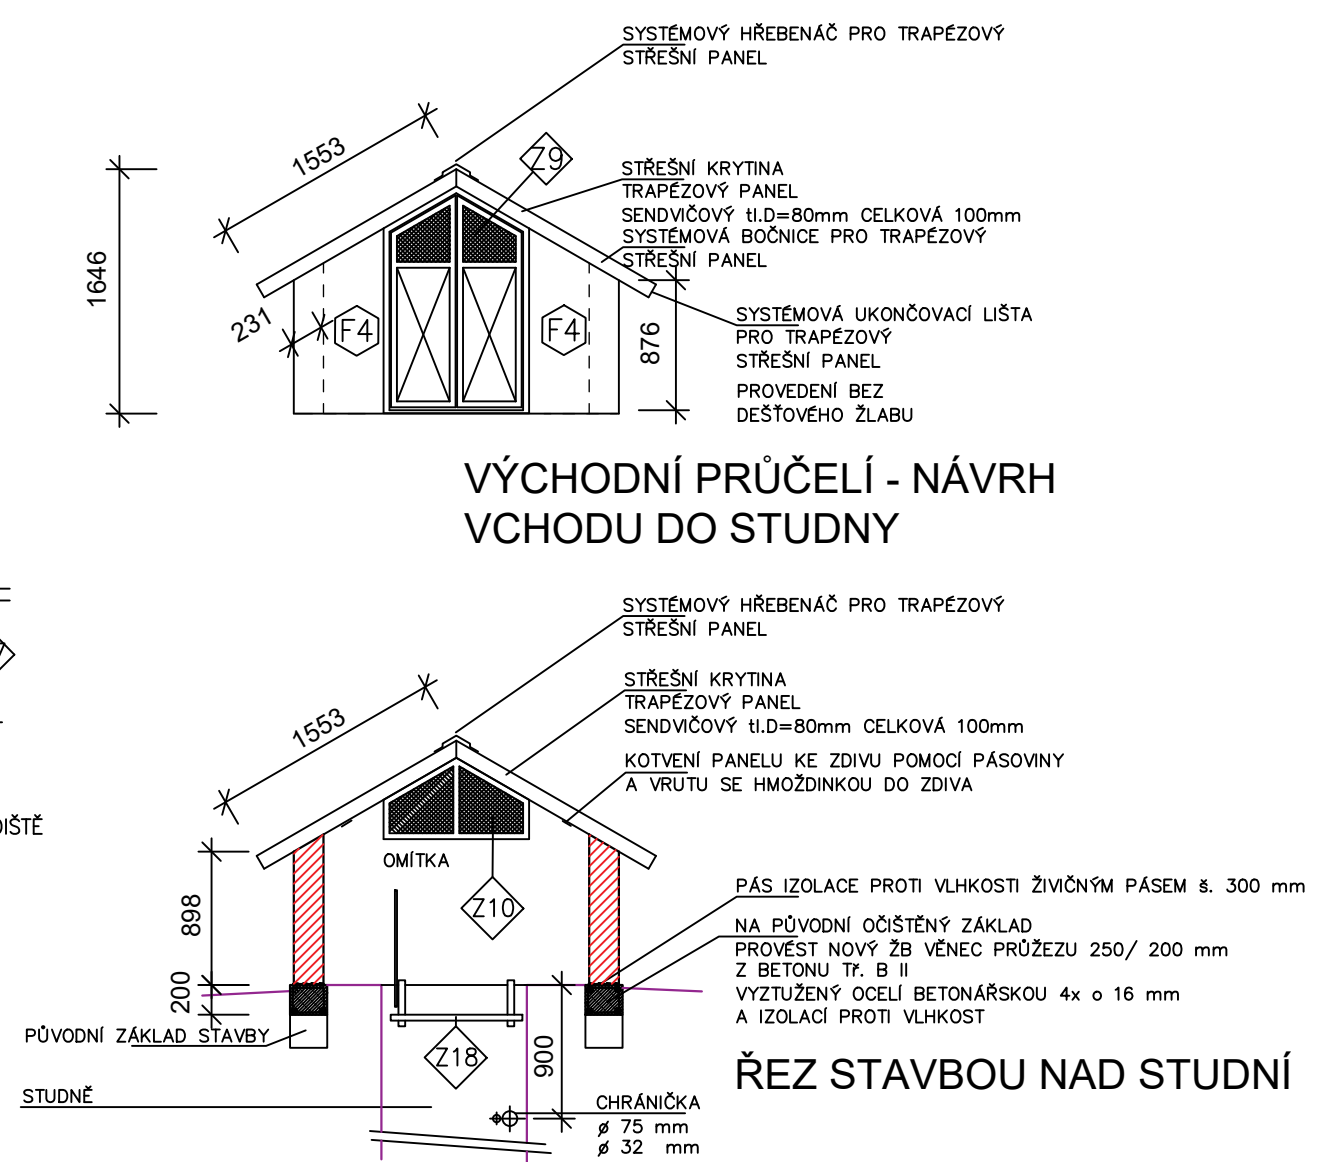 SYSTÉMOVÝ HŘEBENÁČ PRO TRAPÉZOVÝ
STŘEŠNÍ PANEL
1553
Z9
STŘEŠNÍ KRYTINA
TRAPÉZOVÝ PANEL
SENDVIČOVÝ tl.D=80mm CELKOVÁ 100mm
SYSTÉMOVÁ BOČNICE PRO TRAPÉZOVÝ
STŘEŠNÍ PANEL
1646
231
F4
F4
876
SYSTÉMOVÁ UKONČOVACÍ LIŠTA
PRO TRAPÉZOVÝ
STŘEŠNÍ PANEL
PROVEDENÍ BEZ
DEŠŤOVÉHO ŽLABU
VÝCHODNÍ PRŮČELÍ - NÁVRH
VCHODU DO STUDNY
SYSTÉMOVÝ HŘEBENÁČ PRO TRAPÉZOVÝ
STŘEŠNÍ PANEL
1553
STŘEŠNÍ KRYTINA
TRAPÉZOVÝ PANEL
SENDVIČOVÝ tl.D=80mm CELKOVÁ 100mm
KOTVENÍ PANELU KE ZDIVU POMOCÍ PÁSOVINY
A VRUTU SE HMOŽDINKOU DO ZDIVA
DIŠTĚ
OMÍTKA
Z10
898
200
PÁS IZOLACE PROTI VLHKOSTI ŽIVIČNÝM PÁSEM š. 300 mm
NA PŮVODNÍ OČIŠTĚNÝ ZÁKLAD
PROVÉST NOVÝ ŽB VĚNEC PRŮŽEZU 250/ 200 mm
Z BETONU Tř. B II
VYZTUŽENÝ OCELÍ BETONÁŘSKOU 4x o 16 mm
A IZOLACÍ PROTI VLHKOST
PŮVODNÍ ZÁKLAD STAVBY
Z18
900
ŘEZ STAVBOU NAD STUDNÍ
STUDNĚ
CHRÁNIČKA
ø 75 mm
ø 32 mm